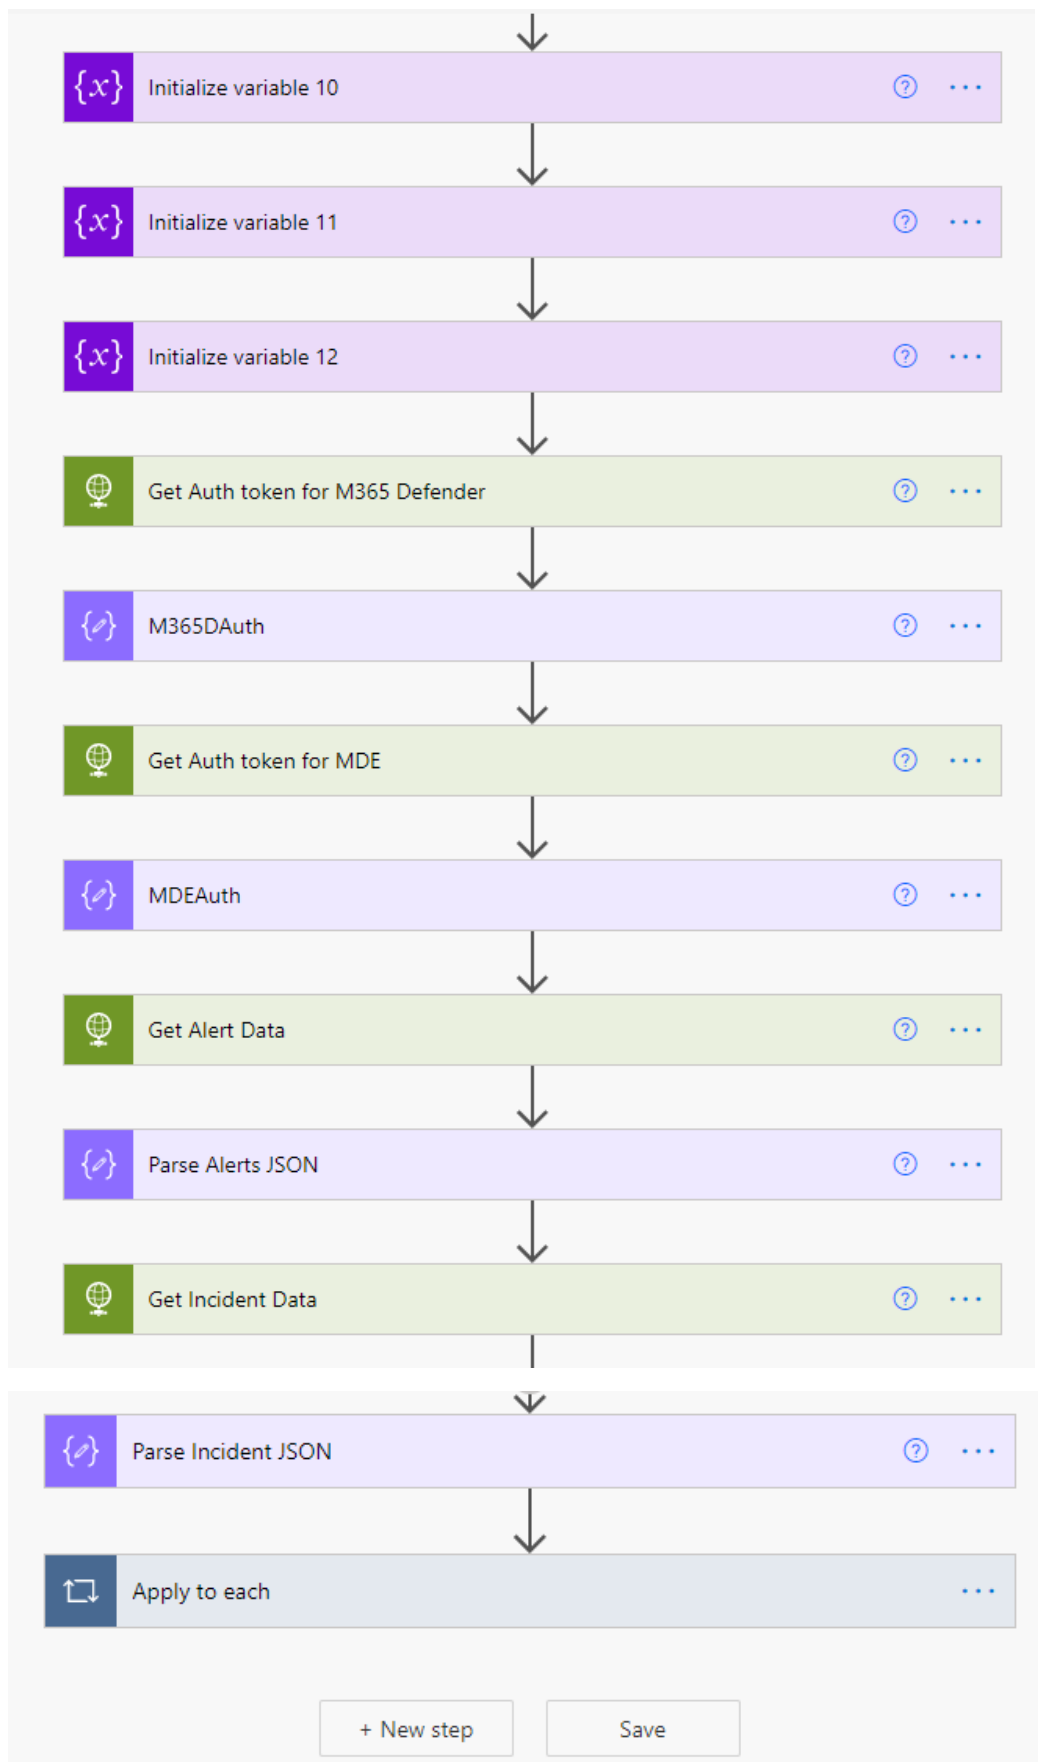 {x} Initialize variable 10 ? ...
{x} Initialize variable 11 ? ...
{x} Initialize variable 12 ? ...
Get Auth token for M365 Defender ? ...
M365DAuth ? ...
Get Auth token for MDE ? ...
MDEAuth ? ...
Get Alert Data ? ...
Parse Alerts JSON ? ...
Get Incident Data ? ...
Parse Incident JSON ? ...
Apply to each ...
+ New step Save